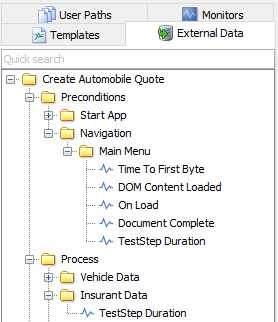 User Paths
Monitors
Templates
External Data
Quick search
Create Automobile Quote
Preconditions
Start App
Navigation
Main Menu
Time To First Byte
DOM Content Loaded
On Load
Document Complete
TestStep Duration
Process
Vehicle Data
Insurant Data
TestStep Duration